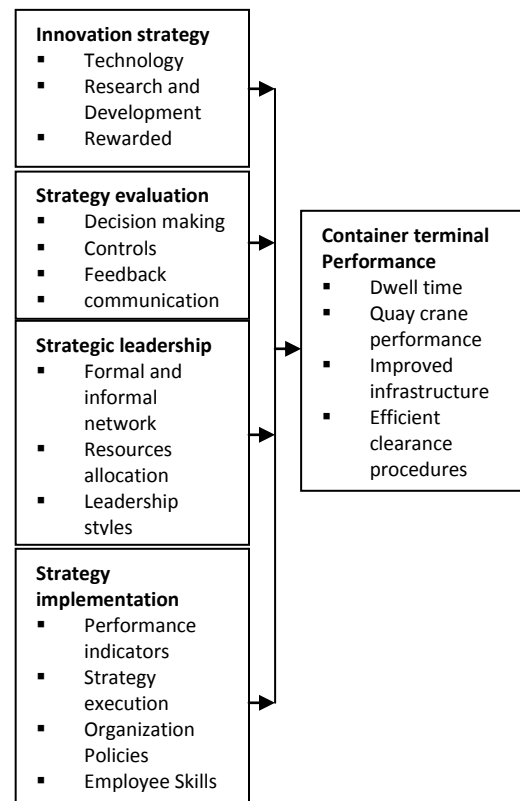 Innovation strategy
▪ Technology
▪ Research and
Development
▪ Rewarded
Strategy evaluation
▪ Decision making
▪ Controls
▪ Feedback
▪ communication
Strategic leadership
▪ Formal and
informal
network
▪ Resources
allocation
▪ Leadership
styles
Strategy
implementation
▪ Performance
indicators
▪ Strategy
execution
▪ Organization
Policies
▪ Employee Skills
Container terminal
Performance
▪ Dwell time
▪ Quay crane
performance
▪ Improved
infrastructure
▪ Efficient
clearance
procedures